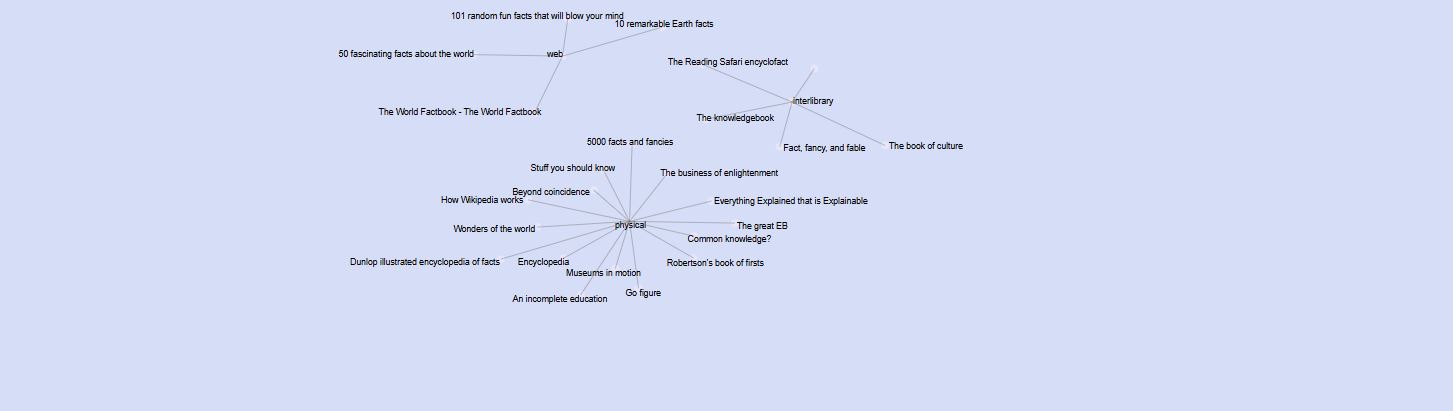 101 random fun facts that will blow your mind
10 remarkable Earth facts
50 fascinating facts about the world
web
The World Factbook - The World Factbook
The Reading Safari encyclofact
interlibrary
The knowledgebook
Fact, fancy, and fable
The book of culture
5000 facts and fancies
Stuff you should know
The business of enlightenment
Beyond coincidence
How Wikipedia works
Everything Explained that is Explainable
physical
The great EB
Wonders of the world
Common knowledge?
Dunlop illustrated encyclopedia of facts
Encyclopedia
Robertson's book of firsts
Museums in motion
An incomplete education
Go figure